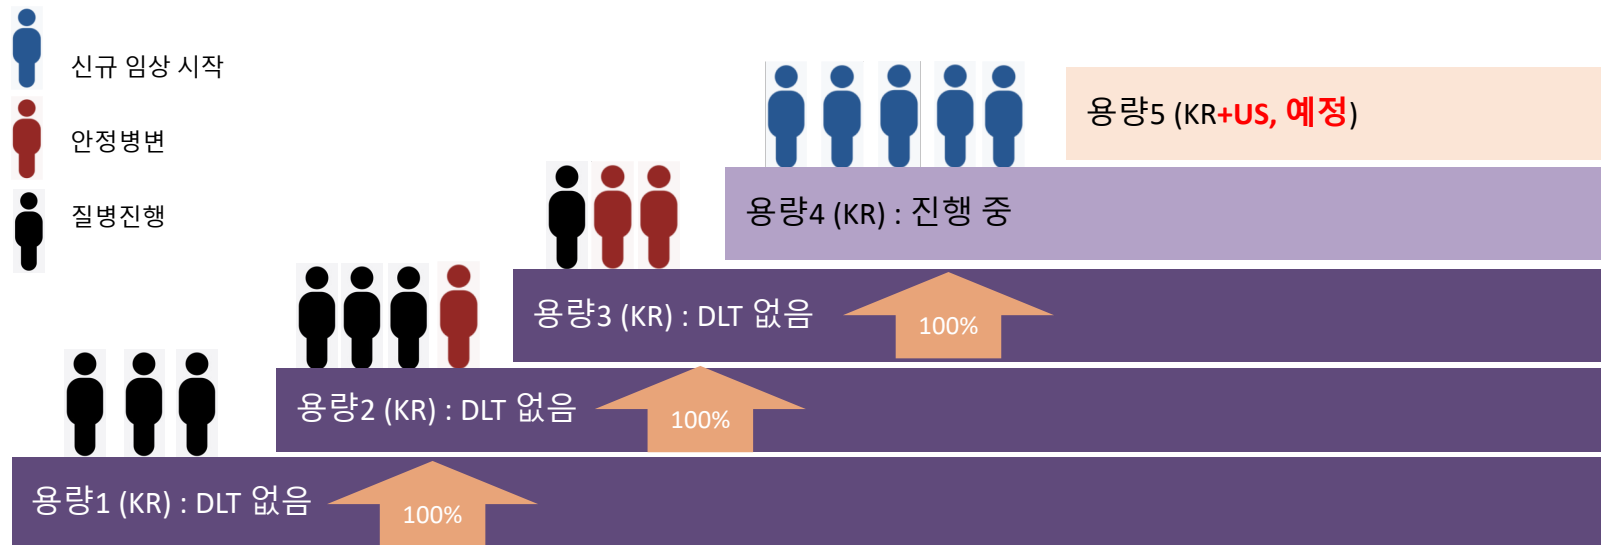 신규 임상 시작
안정병변
질병진행
용량5 (KR+US, 예정)
용량4 (KR) : 진행 중
용량3 (KR) : DLT 없음
100%
용량2 (KR) : DLT 없음
100%
용량1 (KR) : DLT 없음
100%